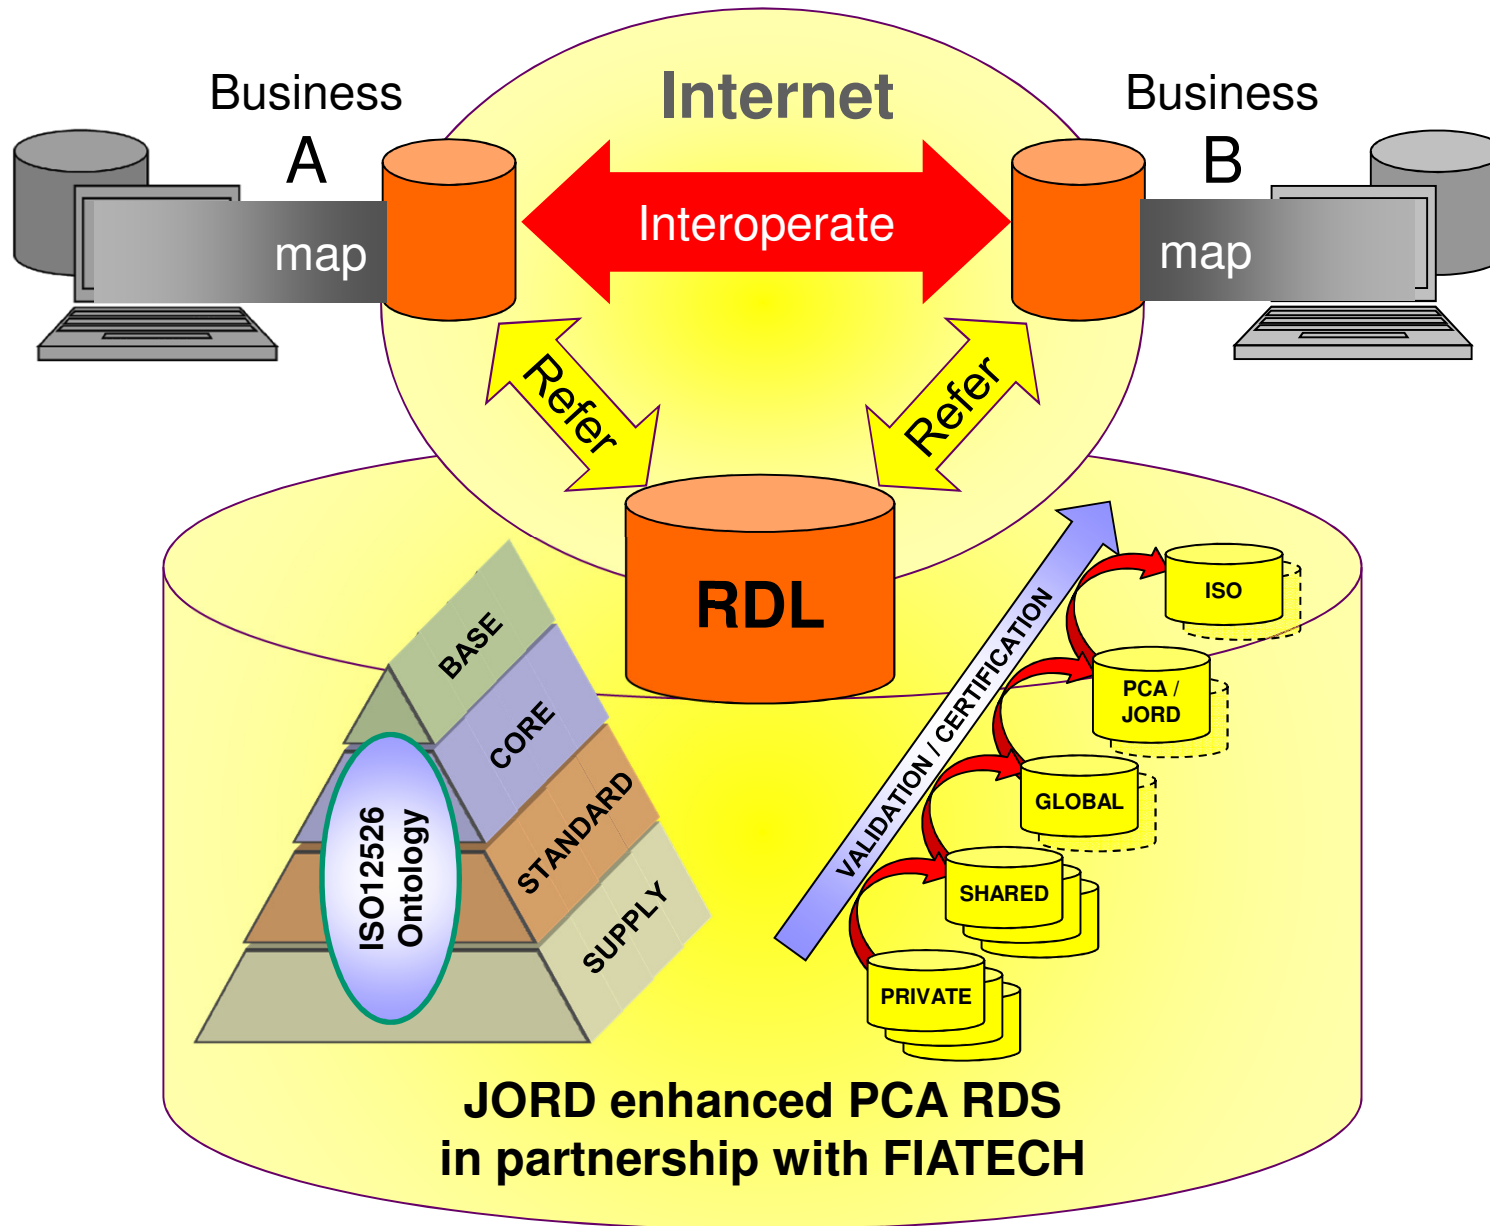 Internet
Business
A
Business
B
map
Interoperate
map
Refer
Refer
RDL
BASE
CORE
STANDARD
SUPPLY
ISO12526
Ontology
VALIDATION / CERTIFICATION
ISO
PCA /
JORD
GLOBAL
SHARED
PRIVATE
JORD enhanced PCA RDS
in partnership with FIATECH